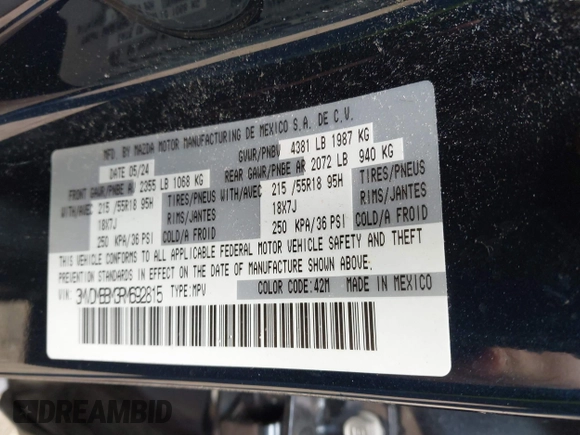 MFG. BY MAZDA MOTOR MANUFACTURING DE MEXICO S.A. DE C.V.
DATE 05/24 GVWR/PNBV 4381 LB 1987 KG
FRONT GAWR/PNBE AV 2355 LB 1068 KG REAR GAWR/PNBE AR 2072 LB 940 KG
WITH/AVEC 215 /55R18 95H TIRES/PNEUS WITH/AVEC 215 /55R18 95H TIRES/PNEUS
18X7J RIMS/JANTES 18X7J RIMS/JANTES
250 KPA/36 PSI COLD/A FROID 250 KPA/36 PSI COLD/A FROID
THIS VEHICLE CONFORMS TO ALL APPLICABLE FEDERAL MOTOR VEHICLE SAFETY AND THEFT
PREVENTION STANDARDS IN EFFECT ON THE DATE OF MANUFACTURE SHOWN ABOVE.
VIN: TYPE: MPV COLOR CODE: 42M MADE IN MEXICO
DREAMBID